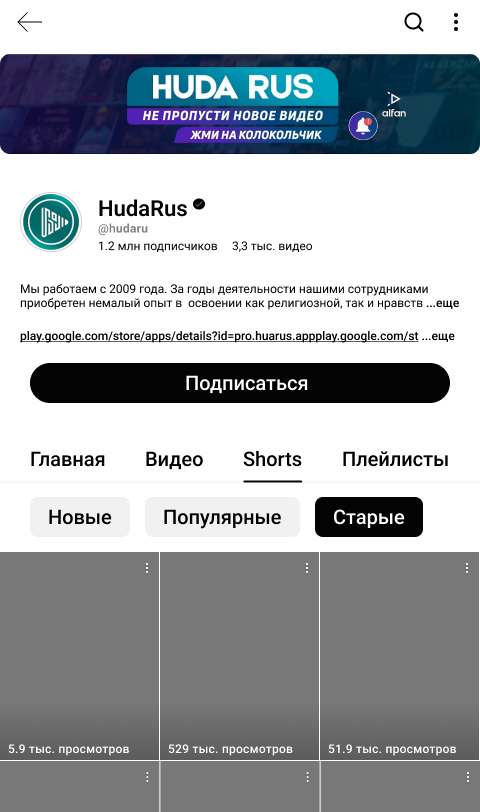 HUDA RUS
НЕ ПРОПУСТИ НОВОЕ ВИДЕО
ЖМИ НА КОЛОКОЛЬЧИК
alfan
HudaRus
@hudaru
1.2 млн подписчиков 3,3 тыс. видео
Мы работаем с 2009 года. За годы деятельности нашими сотрудниками
приобретен немалый опыт в освоении как религиозной, так и нравств ...еще
play.google.com/store/apps/details?id=pro.huarus.appplay.google.com/st ...еще
Подписаться
Главная Видео Shorts Плейлисты
Новые Популярные Старые
5.9 тыс. просмотров 529 тыс. просмотров 51.9 тыс. просмотров